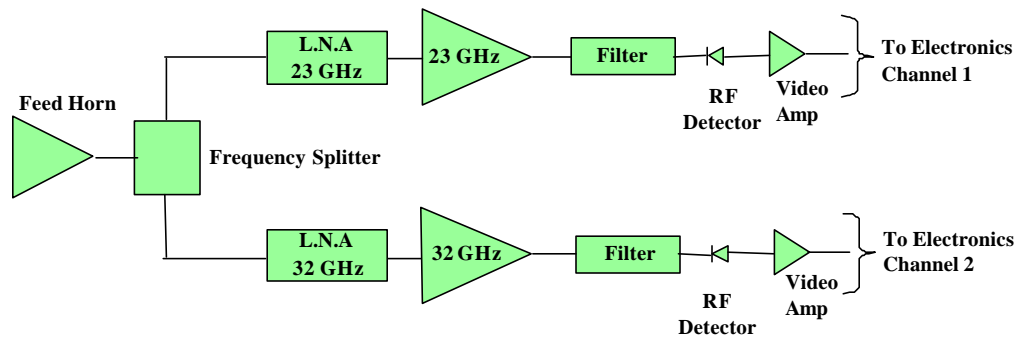 Feed Horn
Frequency Splitter
L.N.A
23 GHz
23 GHz
Filter
RF
Detector
Video
Amp
To Electronics
Channel 1
L.N.A
32 GHz
32 GHz
Filter
RF
Detector
Video
Amp
To Electronics
Channel 2